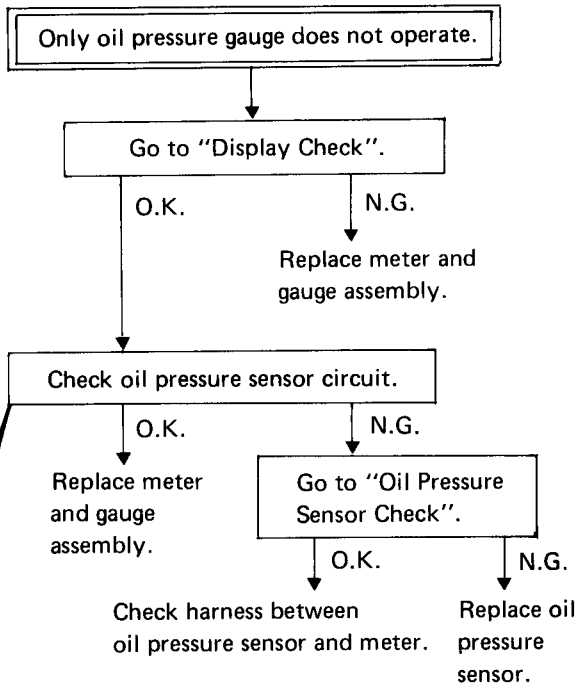 Only oil pressure gauge does not operate.
Go to "Display Check".
O.K.
N.G.
Replace meter and
gauge assembly.
Check oil pressure sensor circuit.
O.K.
N.G.
Replace meter
and gauge
assembly.
Go to "Oil Pressure
Sensor Check".
O.K.
N.G.
Check harness between
oil pressure sensor and meter.
Replace oil
pressure
sensor.